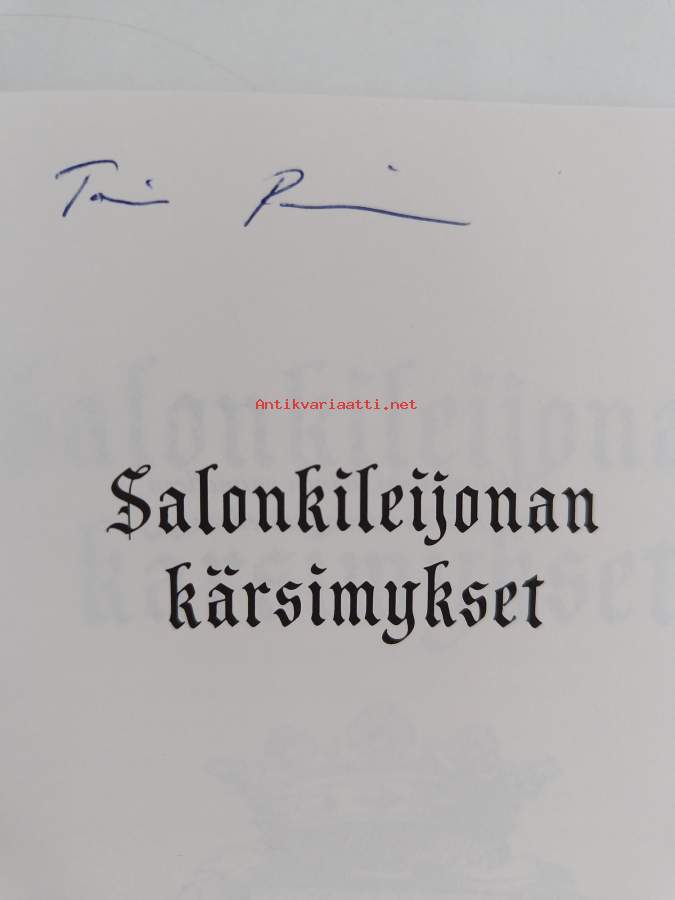 Antikvariaatti.net
Salonkileijonan
kärsimykset